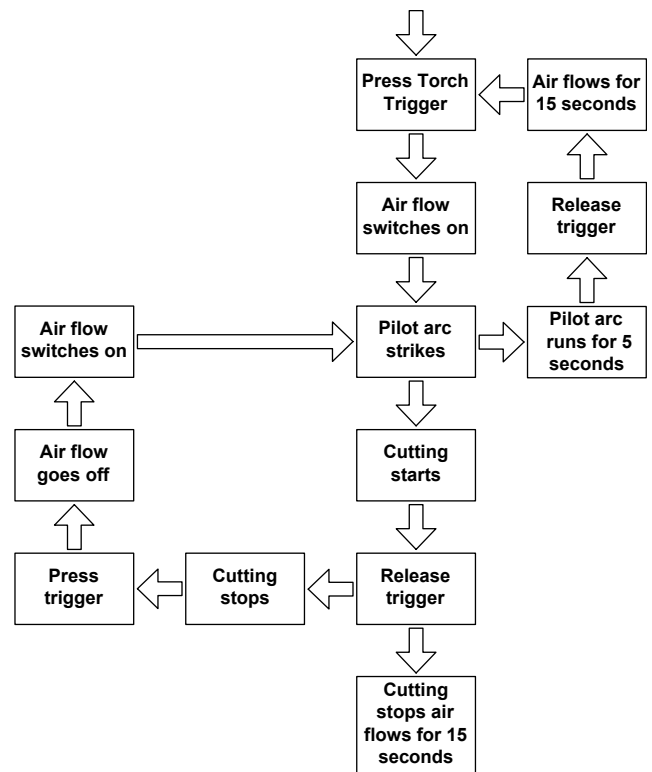 Press Torch
Trigger
Air flows for
15 seconds
Air flow
switches on
Release
trigger
Air flow
switches on
Pilot arc
strikes
Pilot arc
runs for 5
seconds
Air flow
goes off
Cutting
starts
Press
trigger
Cutting
stops
Release
trigger
Cutting
stops air
flows for 15
seconds